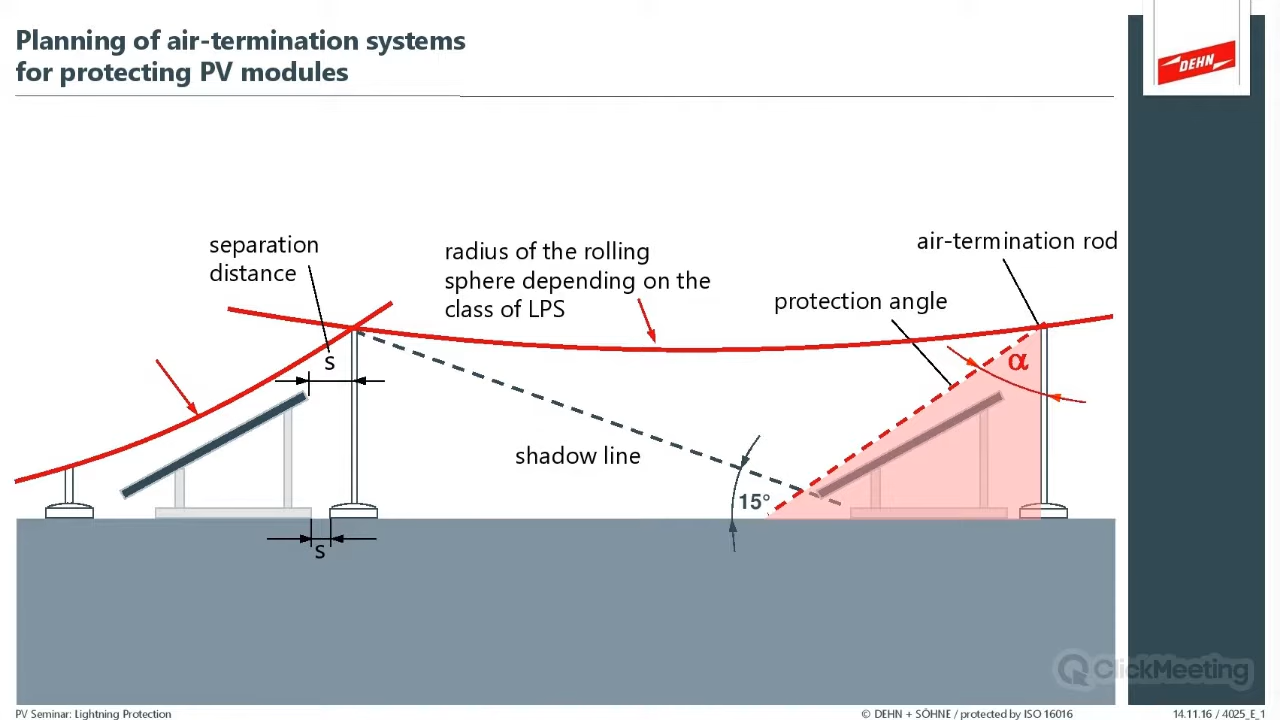 Planning of air-termination systems
for protecting PV modules
DEHN
separation
distance
radius of the rolling
sphere depending on the
class of LPS
air-termination rod
protection angle
s
α
shadow line
15°
s
ClickMeeting
PV Seminar: Lightning Protection
© DEHN + SÖHNE / protected by ISO 16016
14.11.16 / 4025_E_1